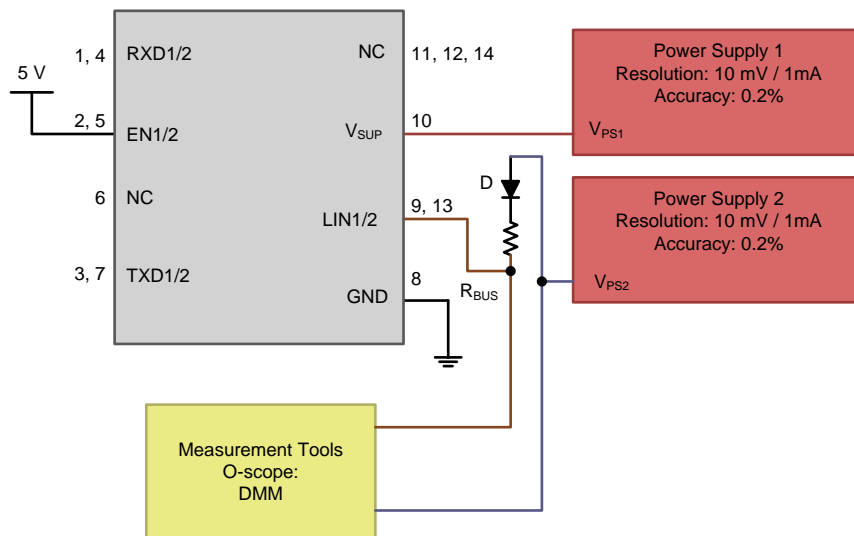 5 V
1, 4
RXD1/2
NC
11, 12, 14
2, 5
EN1/2
VSUP
10
6
NC
LIN1/2
9, 13
3, 7
TXD1/2
GND
8
D
RBUS
Power Supply 1
Resolution: 10 mV / 1mA
Accuracy: 0.2%
VPS1
Power Supply 2
Resolution: 10 mV / 1mA
Accuracy: 0.2%
VPS2
Measurement Tools
O-scope:
DMM